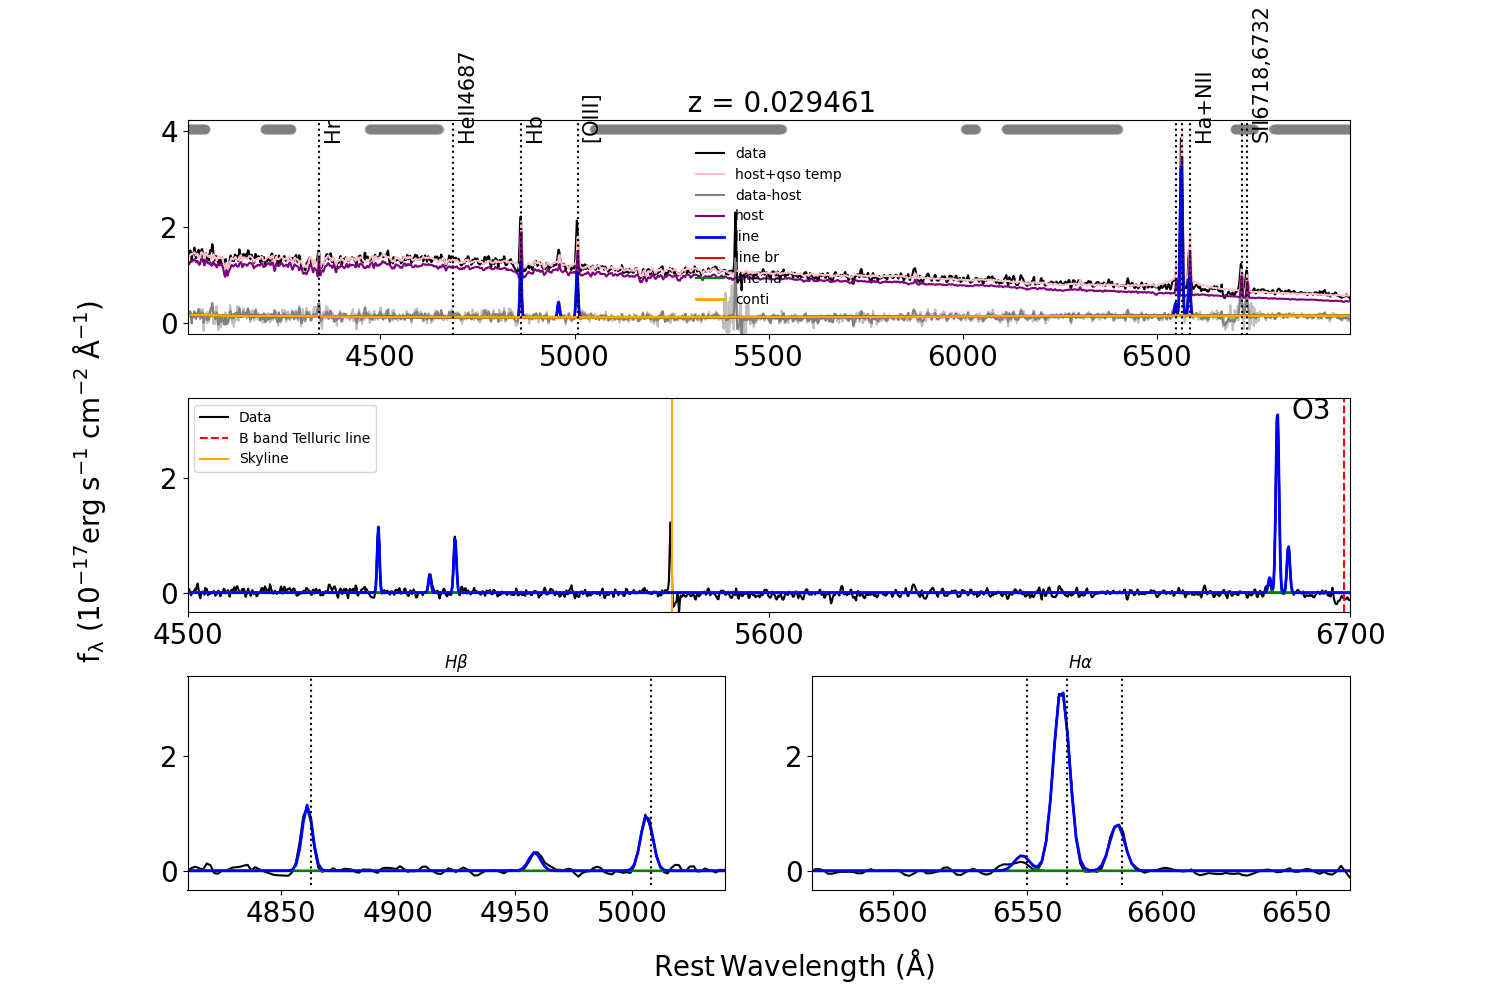 z = 0.029461
Hr
HeII4687
Hb
[OIII]
Ha+NII
SII6718,6732
4
2
0
data
host+qso temp
data-host
host
line
line br
conti
4500 5000 5500 6000 6500
Data
B band Telluric line
Skyline
O3
2
0
4500 5600 6700
fλ (10⁻¹⁷erg s⁻¹ cm⁻² Å⁻¹)
Hβ
Hα
2
0
4850 4900 4950 5000
2
0
6500 6550 6600 6650
Rest Wavelength (Å)